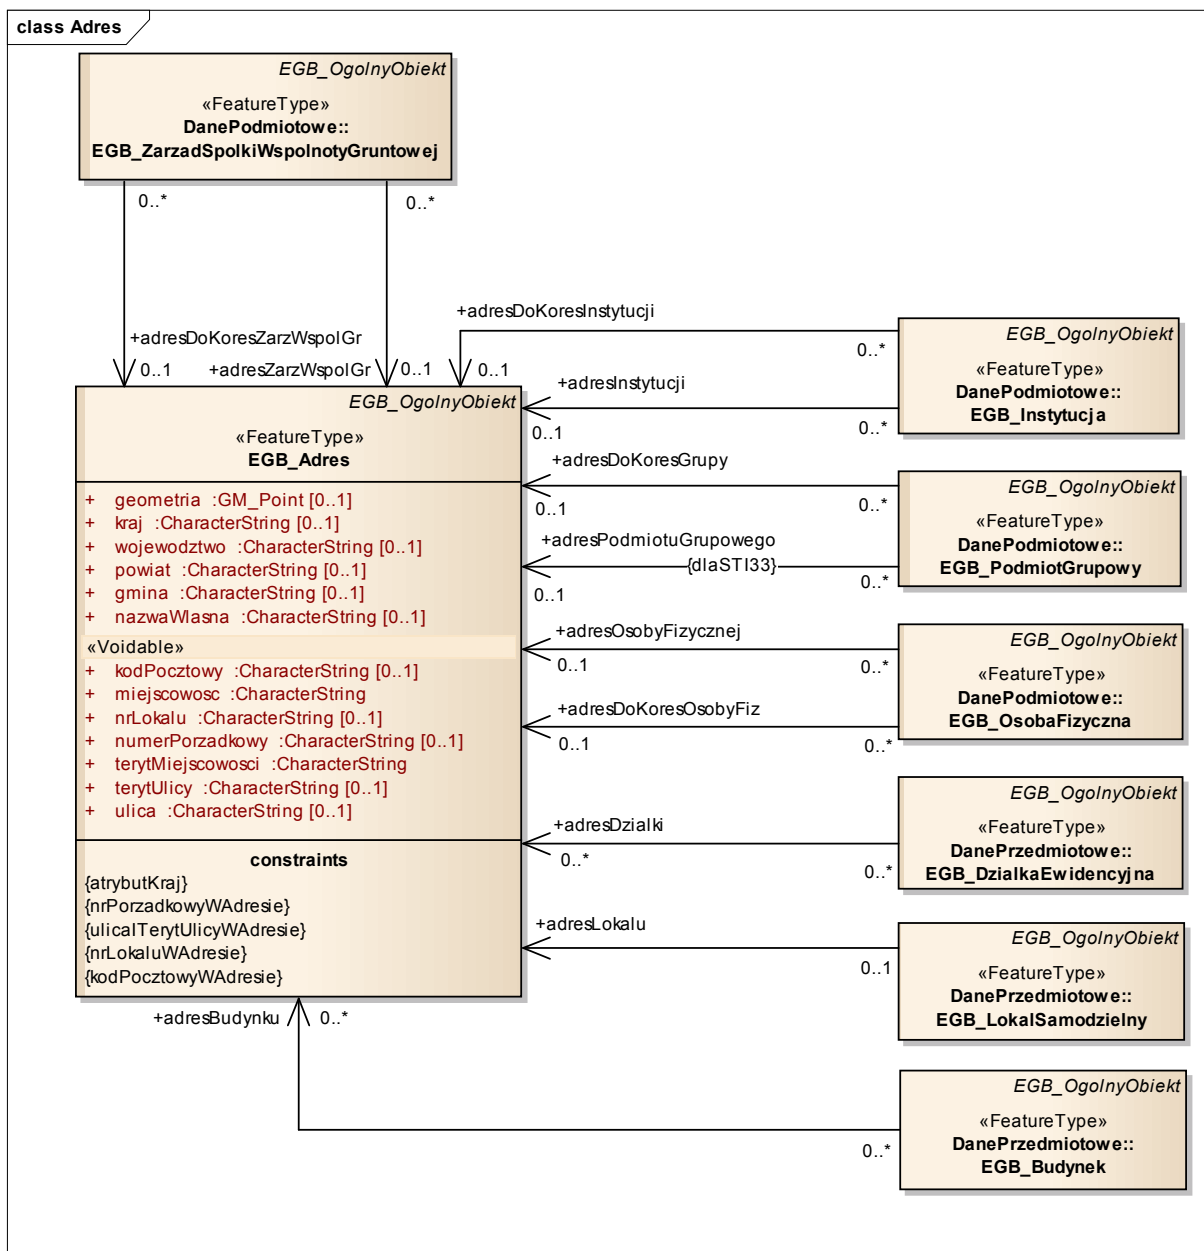 class Adres
EGB_OgolnyObiekt
«FeatureType»
DanePodmiotowe::
EGB_ZarzadSpolkiWspolnotyGruntowej
0..*
0..*
+adresDoKoresZarzWspolGr
0..1
+adresZarzWspolGr
0..1
+adresDoKoresInstytucji
0..*
0..1
EGB_OgolnyObiekt
«FeatureType»
DanePodmiotowe::
EGB_Instytucja
+adresInstytucji
0..1
0..*
EGB_OgolnyObiekt
«FeatureType»
EGB_Adres
+ geometria :GM_Point [0..1]
+ kraj :CharacterString [0..1]
+ wojewodztwo :CharacterString [0..1]
+ powiat :CharacterString [0..1]
+ gmina :CharacterString [0..1]
+ nazwaWlasna :CharacterString [0..1]
«Voidable»
+ kodPocztowy :CharacterString [0..1]
+ miejscowosc :CharacterString
+ nrLokalu :CharacterString [0..1]
+ numerPorzadkowy :CharacterString [0..1]
+ terytMiejscowosci :CharacterString
+ terytUlicy :CharacterString [0..1]
+ ulica :CharacterString [0..1]
constraints
{atrybutKraj}
{nrPorzadkowyWAdresie}
{ulicaITerytUlicyWAdresie}
{nrLokaluWAdresie}
{kodPocztowyWAdresie}
+adresDoKoresGrupy
0..1
0..*
+adresPodmiotuGrupowego
{dlaSTI33}
0..1
0..*
EGB_OgolnyObiekt
«FeatureType»
DanePodmiotowe::
EGB_PodmiotGrupowy
+adresOsobyFizycznej
0..1
0..*
+adresDoKoresOsobyFiz
0..1
0..*
EGB_OgolnyObiekt
«FeatureType»
DanePodmiotowe::
EGB_OsobaFizyczna
+adresDzialki
0..*
0..*
EGB_OgolnyObiekt
«FeatureType»
DanePrzedmiotowe::
EGB_DzialkaEwidencyjna
+adresLokalu
0..1
EGB_OgolnyObiekt
«FeatureType»
DanePrzedmiotowe::
EGB_LokalSamodzielny
+adresBudynku
0..*
0..*
EGB_OgolnyObiekt
«FeatureType»
DanePrzedmiotowe::
EGB_Budynek